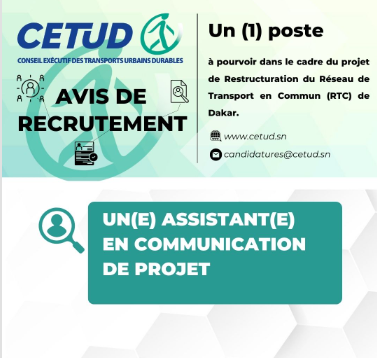 CETUD
CONSEIL EXÉCUTIF DES TRANSPORTS URBAINS DURABLES
AVIS DE
RECRUTEMENT
Un (1) poste
à pourvoir dans le cadre du projet
de Restructuration du Réseau de
Transport en Commun (RTC) de
Dakar.
www.cetud.sn
candidatures@cetud.sn
UN(E) ASSISTANT(E)
EN COMMUNICATION
DE PROJET